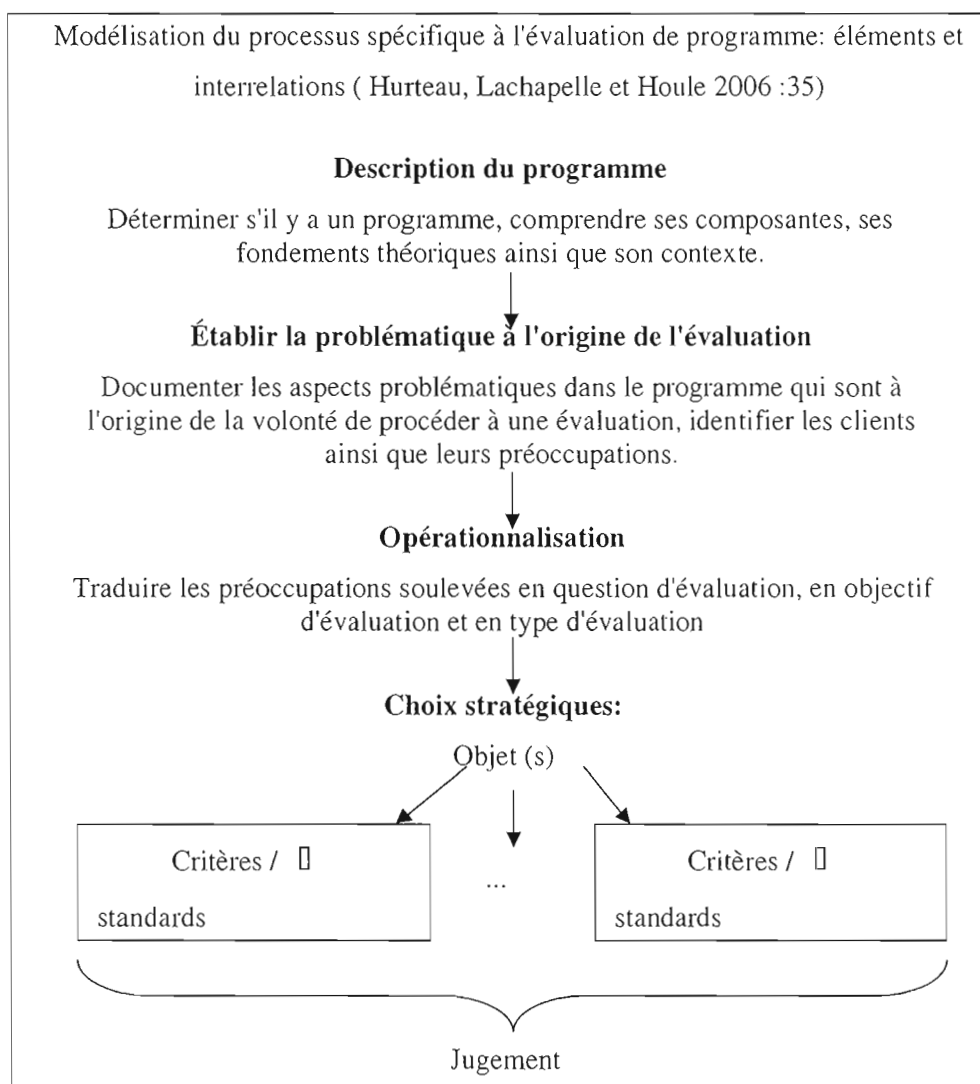 Modélisation du processus spécifique à l'évaluation de programme: éléments et
interrelations ( Hurteau, Lachapelle et Houle 2006 :35)
Description du programme
Déterminer s'il y a un programme, comprendre ses composantes, ses
fondements théoriques ainsi que son contexte.
Établir la problématique à l'origine de l'évaluation
Documenter les aspects problématiques dans le programme qui sont à
l'origine de la volonté de procéder à une évaluation, identifier les clients
ainsi que leurs préoccupations.
Opérationnalisation
Traduire les préoccupations soulevées en question d'évaluation, en objectif
d'évaluation et en type d'évaluation
Choix stratégiques:
Objet (s)
Critères / ▯
standards
...
Critères / ▯
standards
Jugement